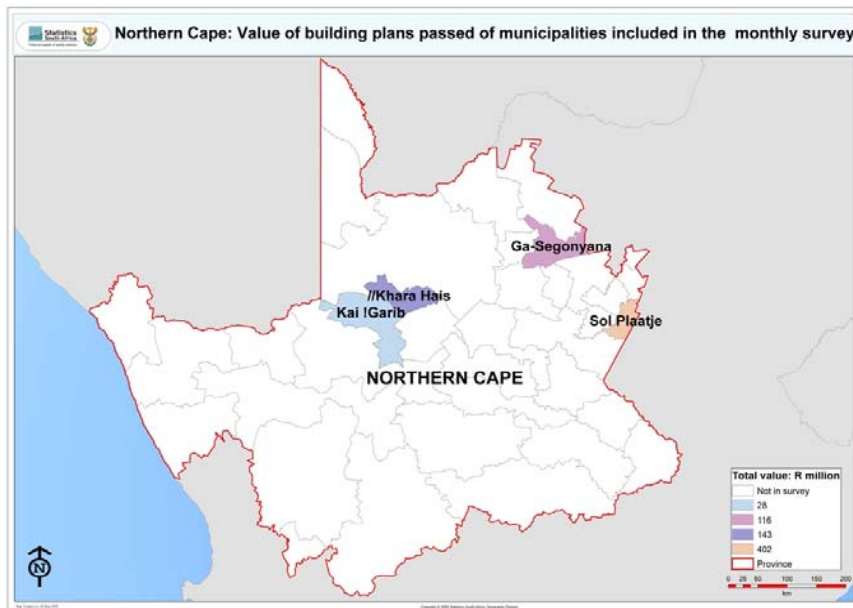 Statistics
South Africa
Northern Cape: Value of building plans passed of municipalities included in the monthly survey
Ga-Segonyana
//Khara Hais
Kai !Garib
Sol Plaatje
NORTHERN CAPE
Total value: R million
Not in survey
28
116
143
402
Province
0 25 50 100 150 200
km
N